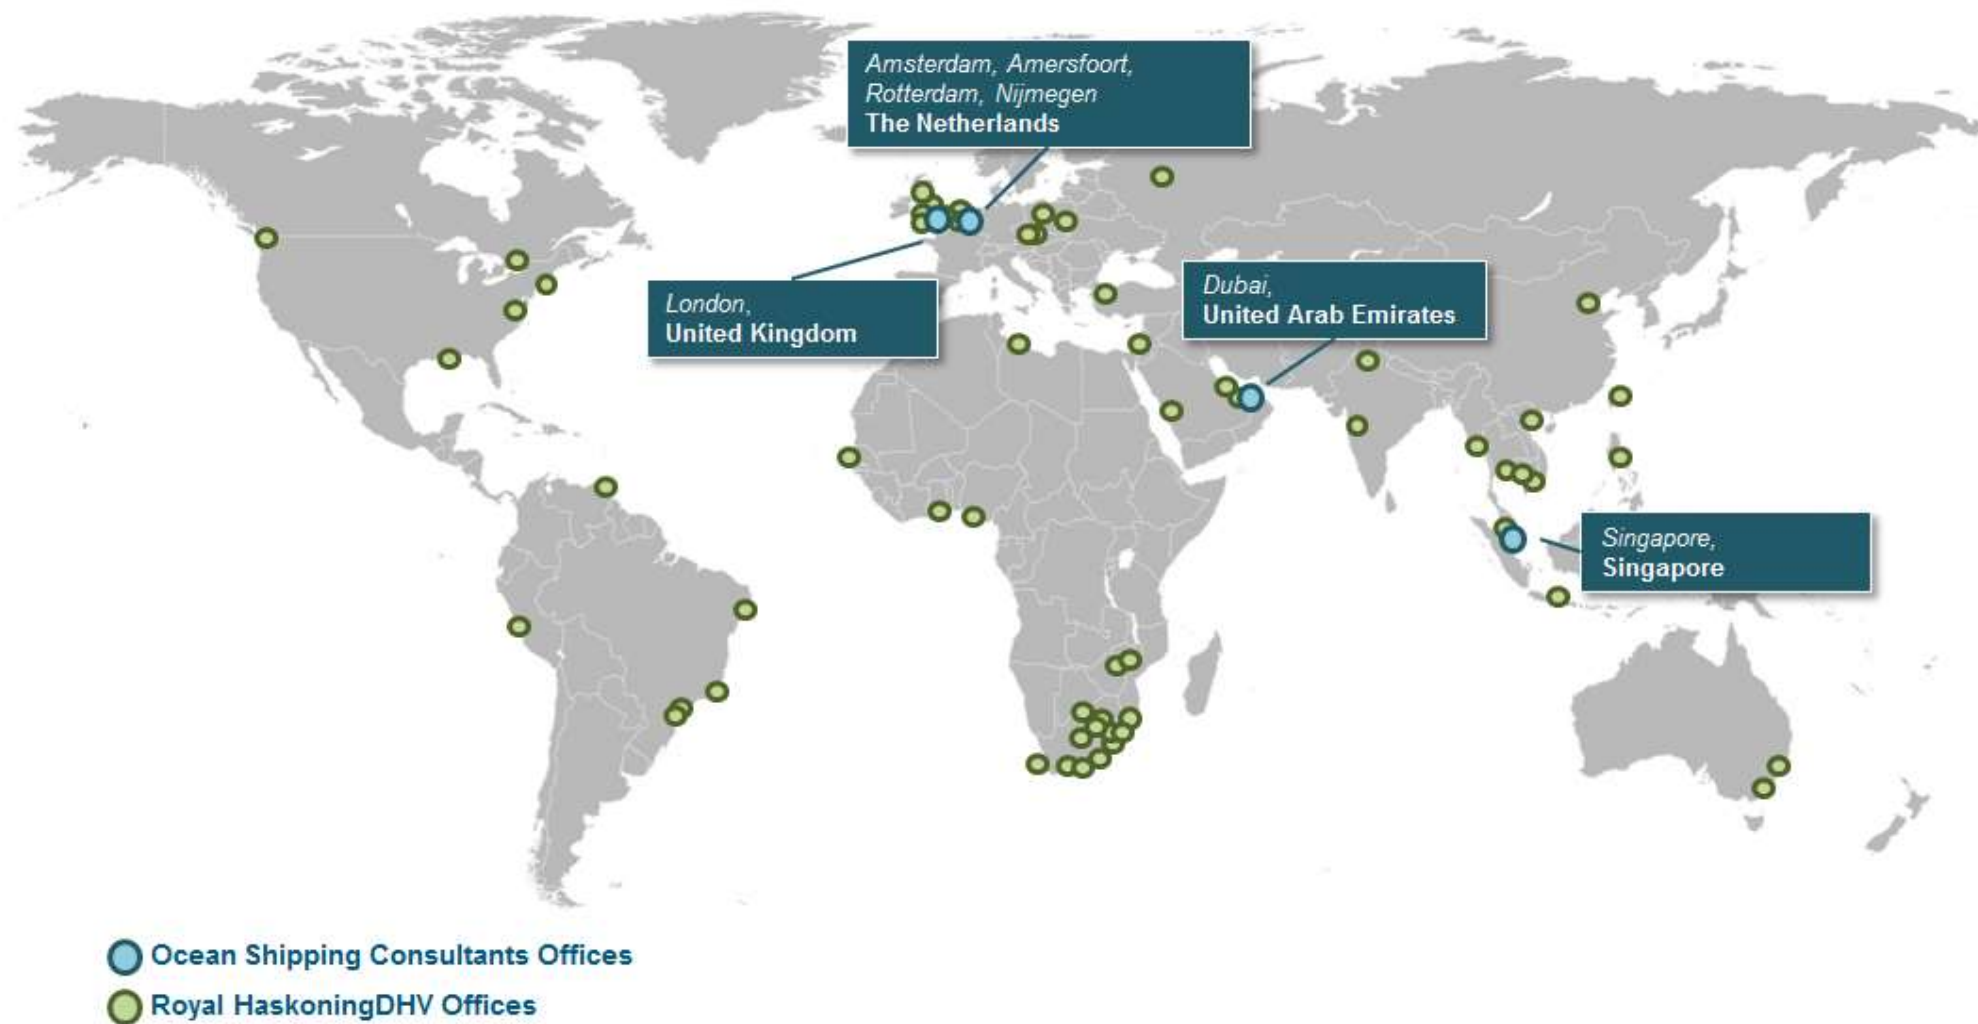 Amsterdam, Amersfoort,
Rotterdam, Nijmegen
The Netherlands
London,
United Kingdom
Dubai,
United Arab Emirates
Singapore,
Singapore
Ocean Shipping Consultants Offices
Royal HaskoningDHV Offices